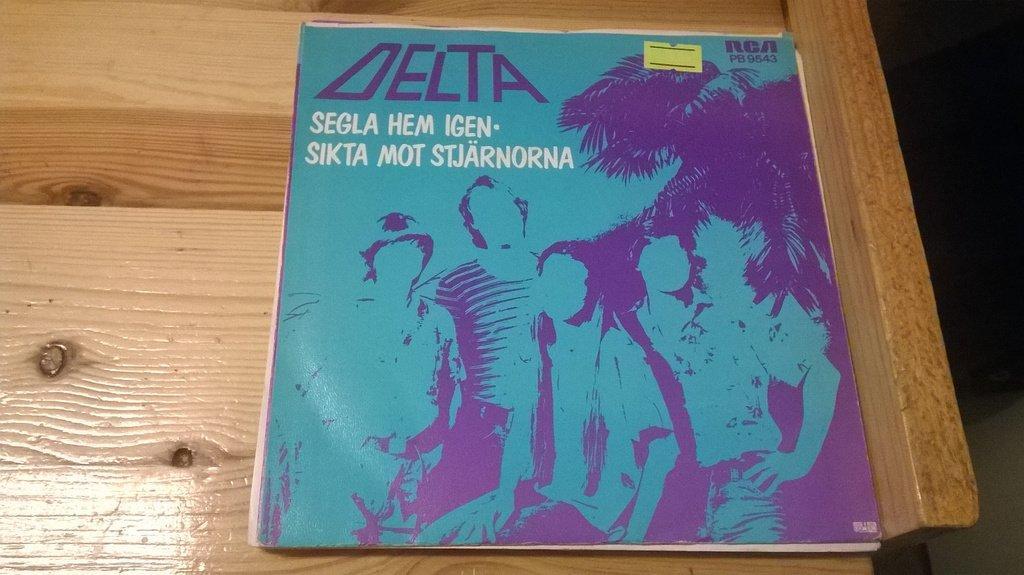 DELTA
RCA
PB 9543
SEGLA HEM IGEN·
SIKTA MOT STJÄRNORNA